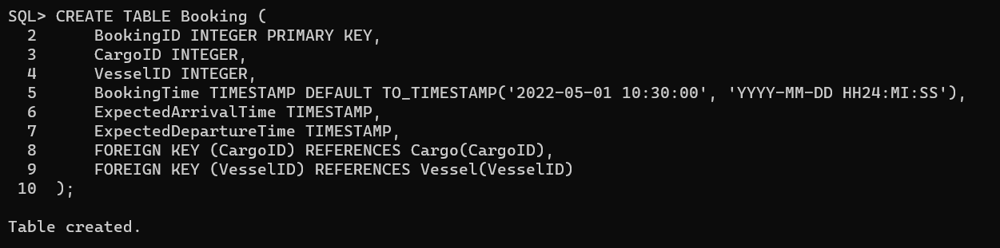 SQL> CREATE TABLE Booking (
  2      BookingID INTEGER PRIMARY KEY,
  3      CargoID INTEGER,
  4      VesselID INTEGER,
  5      BookingTime TIMESTAMP DEFAULT TO_TIMESTAMP('2022-05-01 10:30:00', 'YYYY-MM-DD HH24:MI:SS'),
  6      ExpectedArrivalTime TIMESTAMP,
  7      ExpectedDepartureTime TIMESTAMP,
  8      FOREIGN KEY (CargoID) REFERENCES Cargo(CargoID),
  9      FOREIGN KEY (VesselID) REFERENCES Vessel(VesselID)
 10  );
Table created.